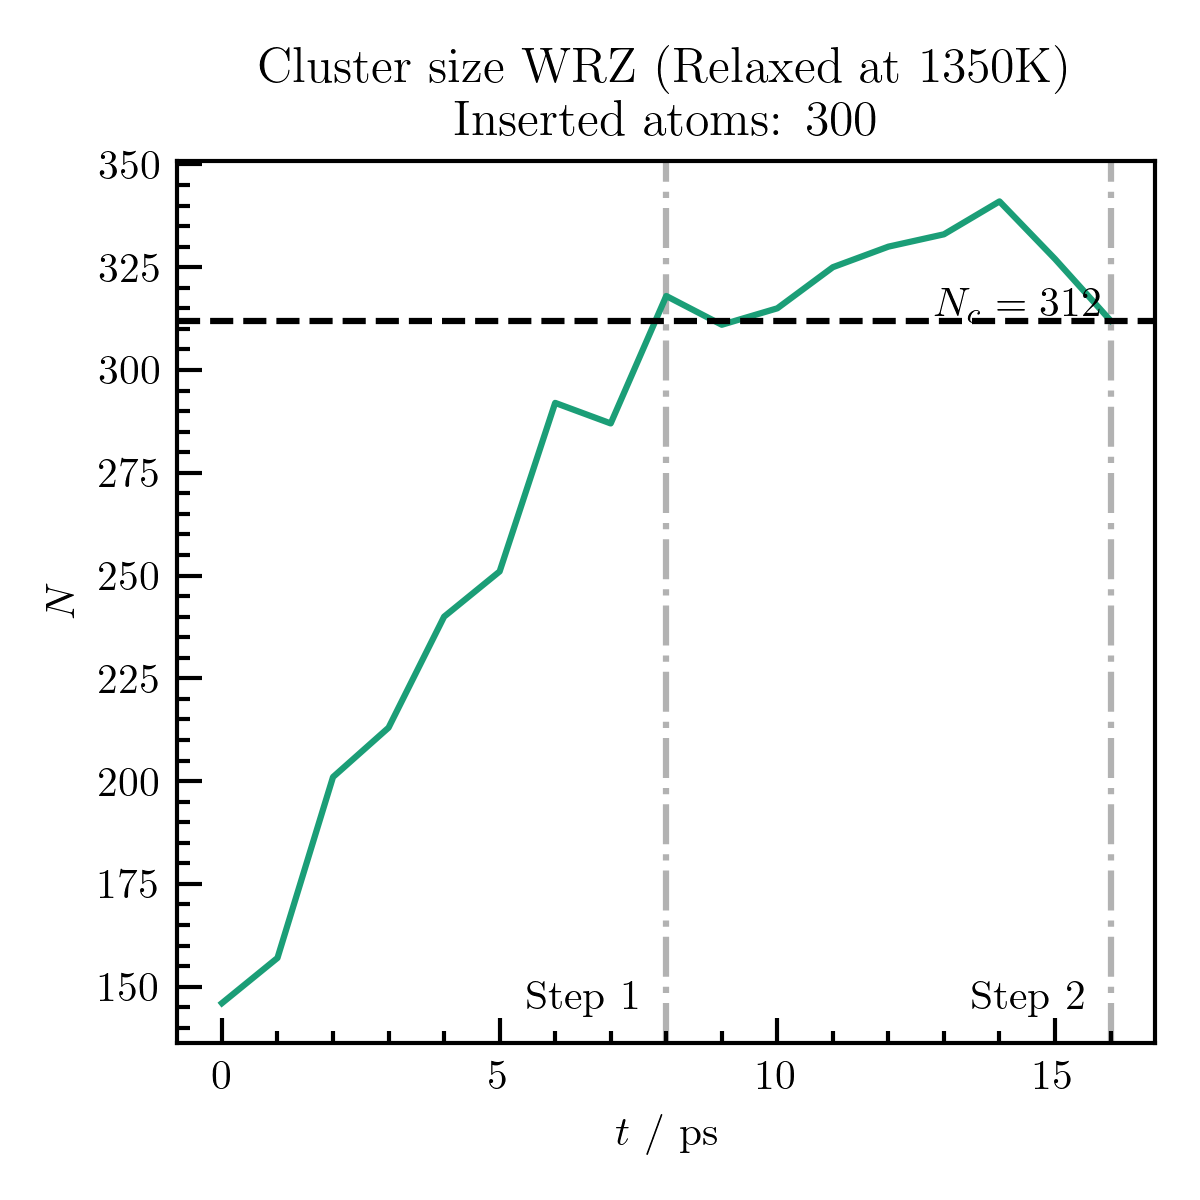 Cluster size WRZ (Relaxed at 1350K)
Inserted atoms: 300
350
325
300
275
250
225
200
175
150
N
N_c = 312
Step 1
Step 2
0
5
10
15
t / ps